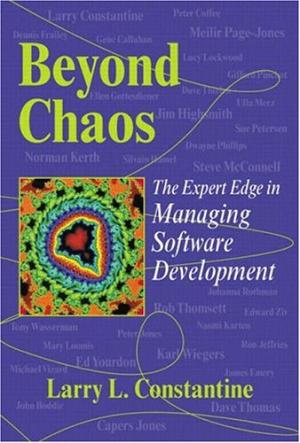 Larry Constantine
Peter Coffee
Dennis Frailey
Meilir Page-Jones
Gene Callahan
Beyond
Lucy Lockwood
Gifford Pinchot
Dave Thielen
Ellen Gottesdiener
Ulla Merz
Chaos
Jim Highsmith
Sue Petersen
Dwayne Phillips
Norman Kerth
Sylvain Hamel
Steve McConnell
The Expert Edge in
Managing
Software
Development
Johanna Rothman
Rob Thomsett
Edward Ziv
Naomi Karten
Tony Wasserman
Peter Jones
Mary Loomis
Karl Wiegers
Ron Jeffries
Michael Vizard
Ed Yourdon
James Emery
Larry L. Constantine
John Boddie
Dave Thomas
Capers Jones